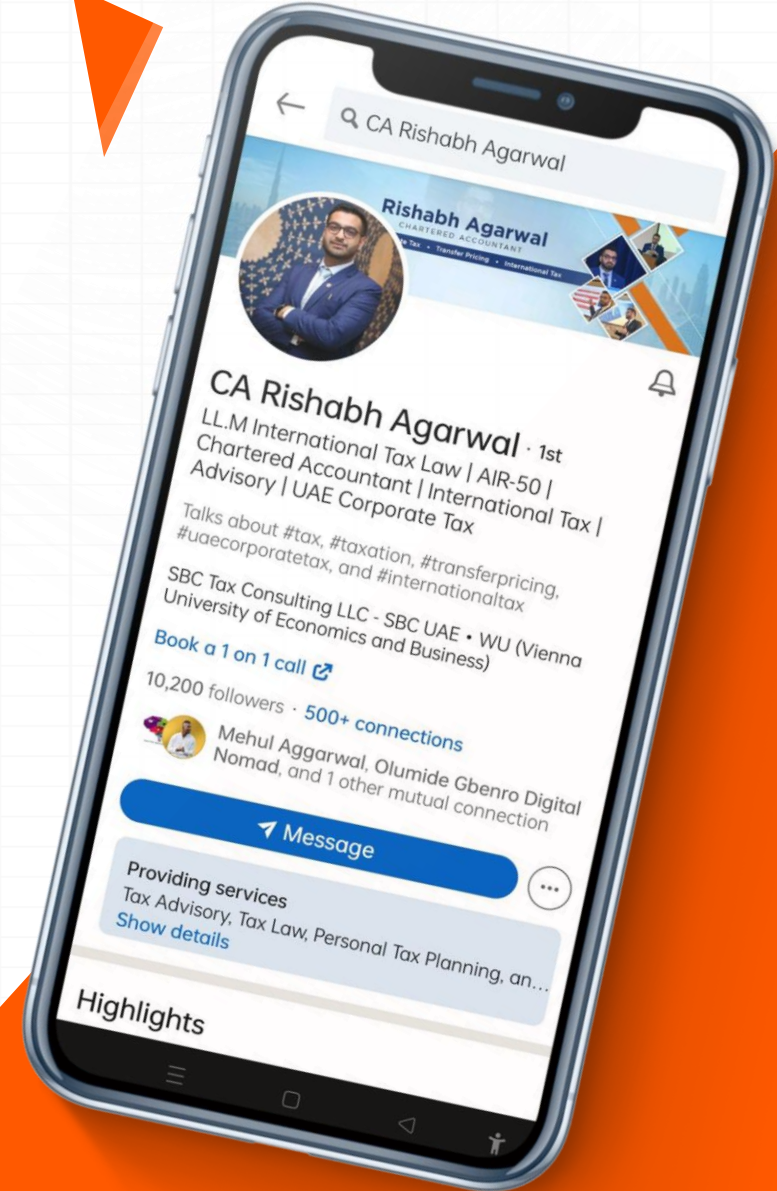 CA Rishabh Agarwal
Rishabh Agarwal
CHARTERED ACCOUNTANT
Tax • Transfer Pricing • International Tax
CA Rishabh Agarwal · 1st
LL.M International Tax Law | AIR-50 |
Chartered Accountant | International Tax |
Advisory | UAE Corporate Tax
Talks about #tax, #taxation, #transferpricing,
#uaecorporatetax, and #internationaltax
SBC Tax Consulting LLC - SBC UAE • WU (Vienna
University of Economics and Business)
Book a 1 on 1 call
10,200 followers · 500+ connections
Mehul Aggarwal, Olumide Gbenro Digital
Nomad, and 1 other mutual connection
Message
Providing services
Tax Advisory, Tax Law, Personal Tax Planning, an...
Show details
Highlights